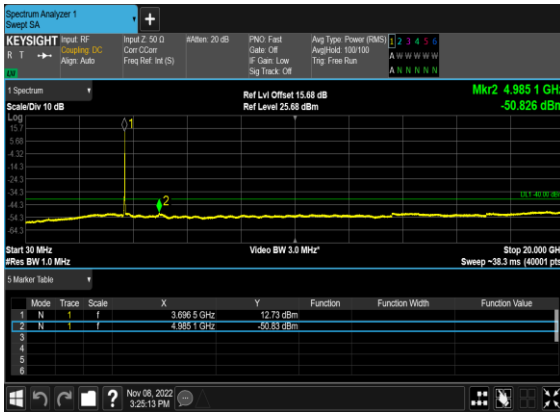 Spectrum Analyzer 1
Swept SA
+
KEYSIGHT Input: RF Input Z: 50 Ω #Atten: 20 dB PNO: Fast Avg Type: Power (RMS) 1 2 3 4 5 6
R T Coupling: DC Corr CCorr Gate: Off Avg|Hold: 100/100 A W W W W W
Align: Auto Freq Ref: Int (S) IF Gain: Low Trig: Free Run
Sig Track: Off A N N N N N
1 Spectrum Ref Lvl Offset 15.68 dB Mkr2 4.985 1 GHz
Scale/Div 10 dB Ref Level 25.68 dBm -50.826 dBm
Log
1
15.7
5.68
-4.32
-14.3
-24.3
-34.3
DL1 -40.00 dBm
2
-44.3
-54.3
-64.3
Start 30 MHz Video BW 3.0 MHz* Stop 20.000 GHz
#Res BW 1.0 MHz Sweep ~38.3 ms (40001 pts)
5 Marker Table
Mode Trace Scale X Y Function Function Width Function Value
1 N 1 f 3.696 5 GHz 12.73 dBm
2 N 1 f 4.985 1 GHz -50.83 dBm
3
4
5
6
? Nov 08, 2022
3:25:13 PM